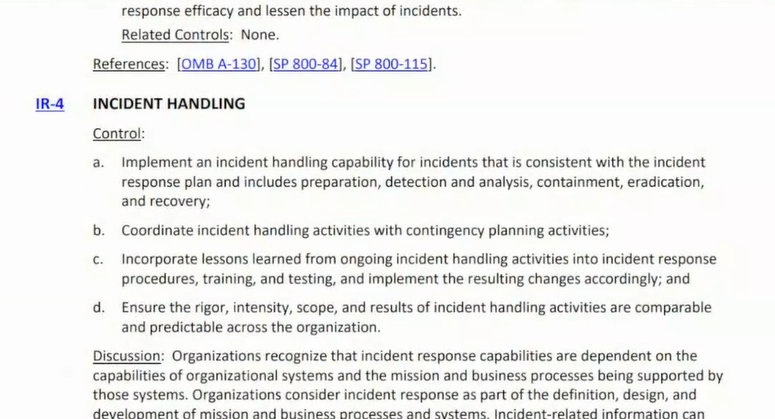 response efficacy and lessen the impact of incidents.
Related Controls: None.
References: [OMB A-130], [SP 800-84], [SP 800-115].
IR-4 INCIDENT HANDLING
Control:
a. Implement an incident handling capability for incidents that is consistent with the incident
response plan and includes preparation, detection and analysis, containment, eradication,
and recovery;
b. Coordinate incident handling activities with contingency planning activities;
c. Incorporate lessons learned from ongoing incident handling activities into incident response
procedures, training, and testing, and implement the resulting changes accordingly; and
d. Ensure the rigor, intensity, scope, and results of incident handling activities are comparable
and predictable across the organization.
Discussion: Organizations recognize that incident response capabilities are dependent on the
capabilities of organizational systems and the mission and business processes being supported by
those systems. Organizations consider incident response as part of the definition, design, and
development of mission and business processes and systems. Incident-related information can